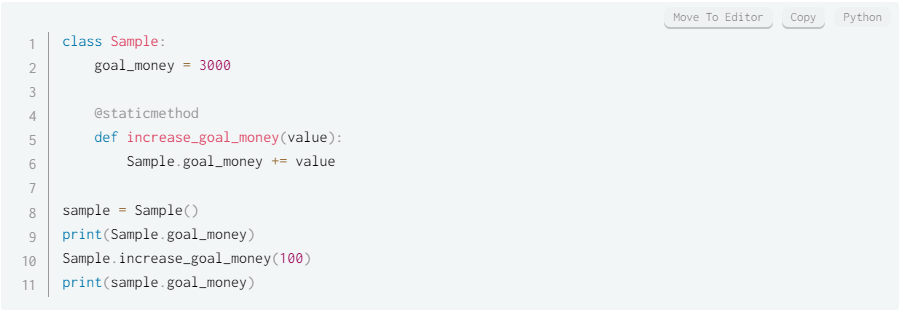 Move To Editor Copy Python
1 class Sample:
2     goal_money = 3000
3
4     @staticmethod
5     def increase_goal_money(value):
6         Sample.goal_money += value
7
8 sample = Sample()
9 print(Sample.goal_money)
10 Sample.increase_goal_money(100)
11 print(sample.goal_money)